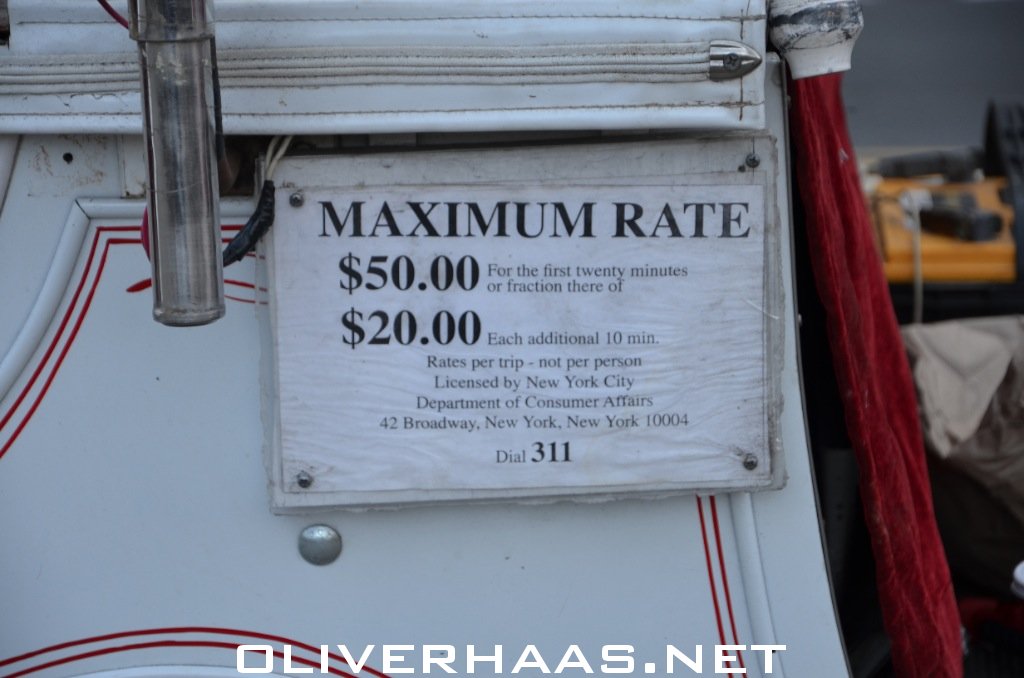 MAXIMUM RATE
$50.00 For the first twenty minutes
or fraction there of
$20.00 Each additional 10 min.
Rates per trip - not per person
Licensed by New York City
Department of Consumer Affairs
42 Broadway, New York, New York 10004
Dial 311
OLIVERHAAS.NET